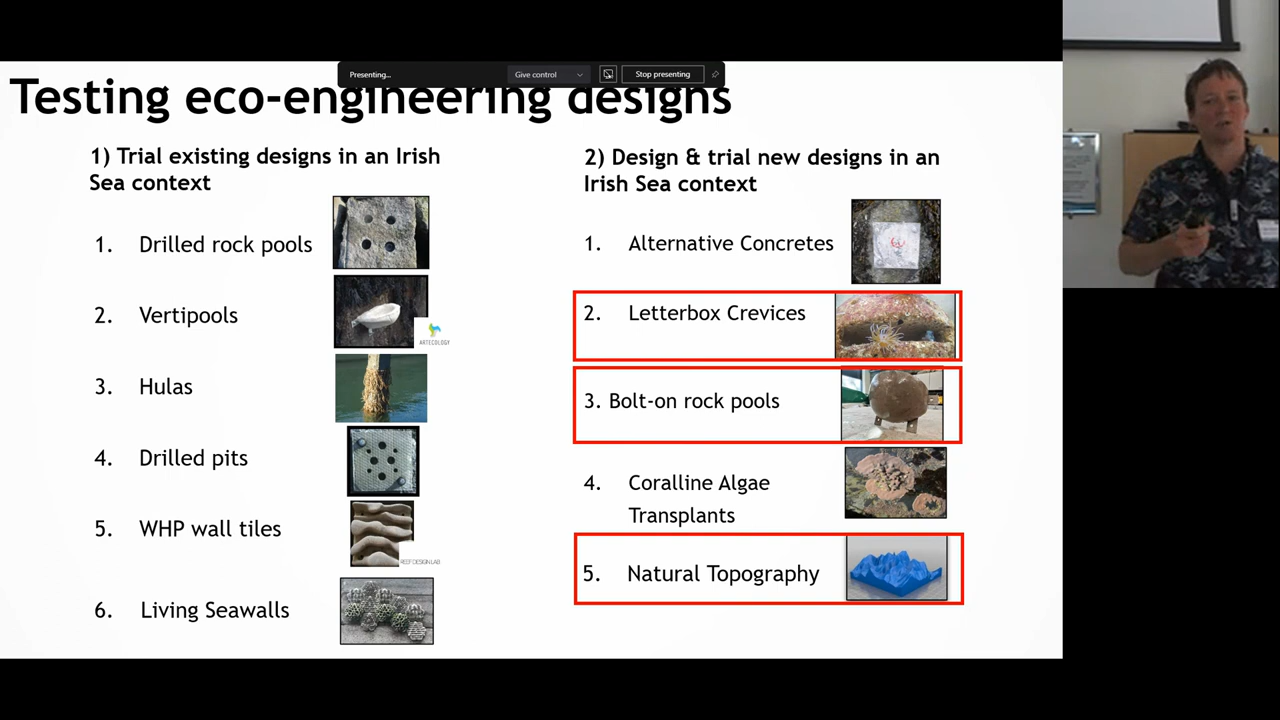 Presenting...
Give control
Stop presenting
Testing eco-engineering designs
1) Trial existing designs in an Irish
Sea context
1. Drilled rock pools
2. Vertipools
ARTECOLOGY
3. Hulas
4. Drilled pits
5. WHP wall tiles
REEF DESIGN LAB
6. Living Seawalls
2) Design & trial new designs in an
Irish Sea context
1. Alternative Concretes
2. Letterbox Crevices
3. Bolt-on rock pools
4. Coralline Algae
Transplants
5. Natural Topography